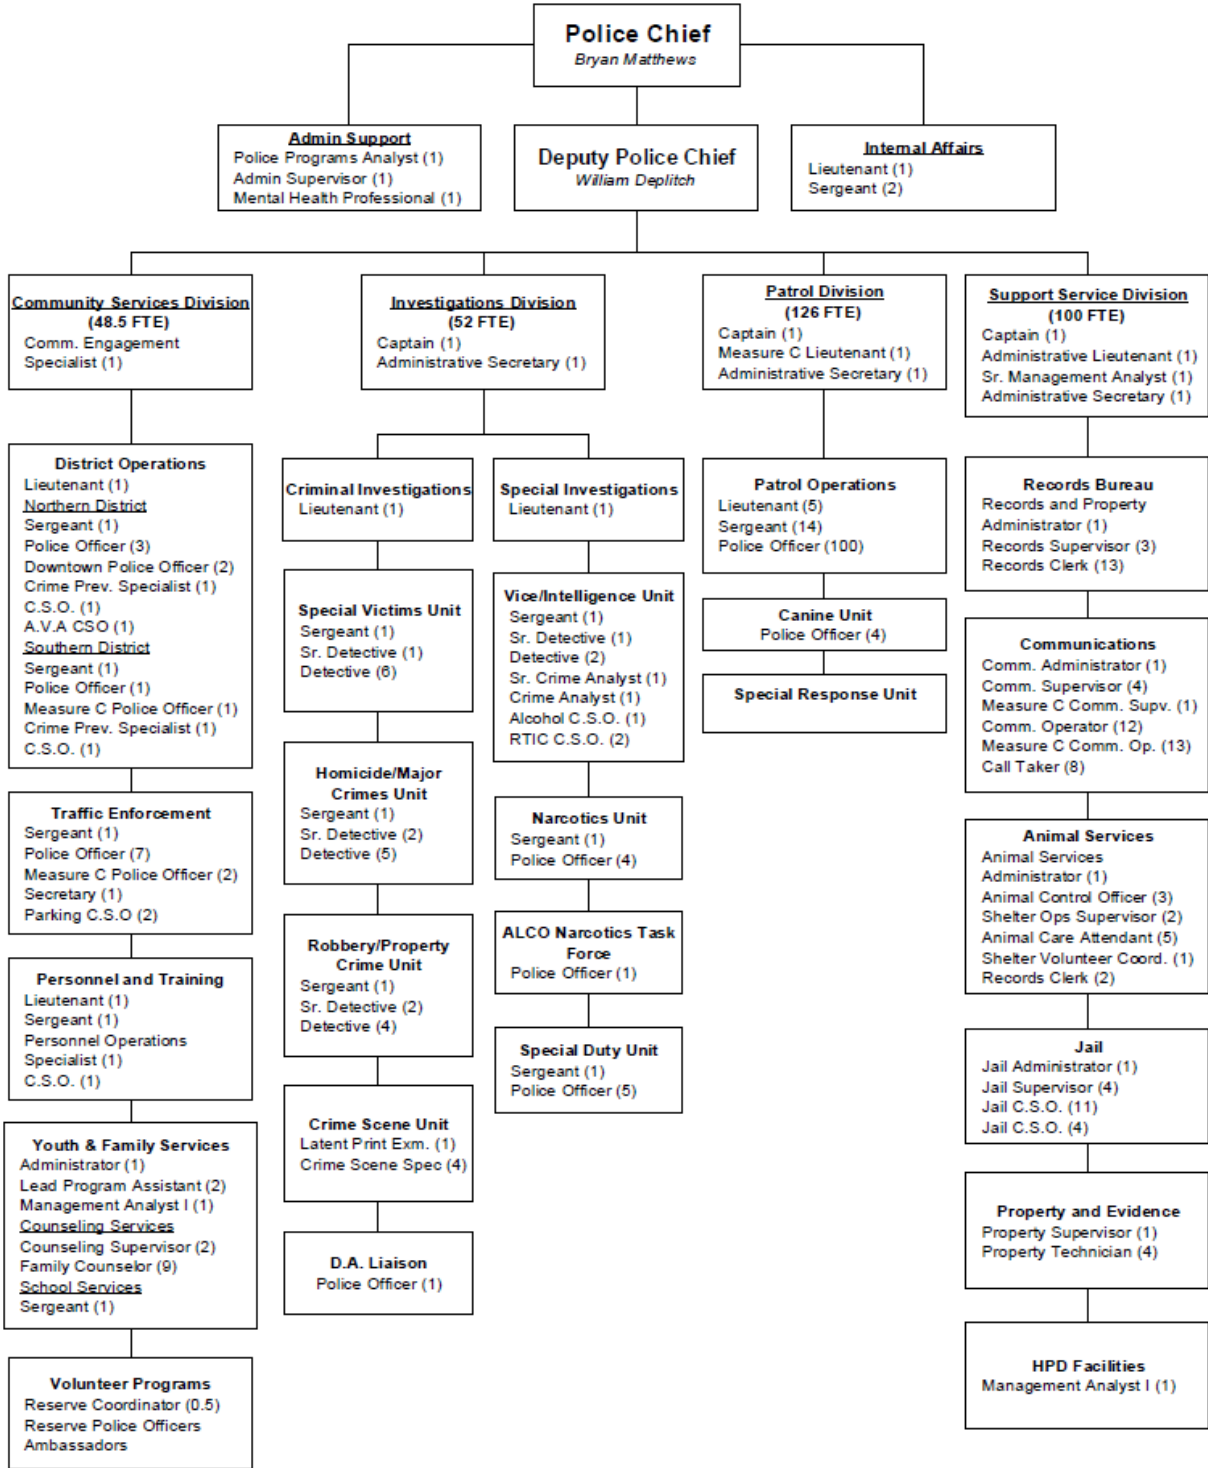 Police Chief
Bryan Matthews
Admin Support
Police Programs Analyst (1)
Admin Supervisor (1)
Mental Health Professional (1)
Deputy Police Chief
William Deplitch
Internal Affairs
Lieutenant (1)
Sergeant (2)
Community Services Division
(48.5 FTE)
Comm. Engagement
Specialist (1)
Investigations Division
(52 FTE)
Captain (1)
Administrative Secretary (1)
Patrol Division
(126 FTE)
Captain (1)
Measure C Lieutenant (1)
Administrative Secretary (1)
Support Service Division
(100 FTE)
Captain (1)
Administrative Lieutenant (1)
Sr. Management Analyst (1)
Administrative Secretary (1)
District Operations
Lieutenant (1)
Northern District
Sergeant (1)
Police Officer (3)
Downtown Police Officer (2)
Crime Prev. Specialist (1)
C.S.O. (1)
A.V.A CSO (1)
Southern District
Sergeant (1)
Police Officer (1)
Measure C Police Officer (1)
Crime Prev. Specialist (1)
C.S.O. (1)
Traffic Enforcement
Sergeant (1)
Police Officer (7)
Measure C Police Officer (2)
Secretary (1)
Parking C.S.O (2)
Personnel and Training
Lieutenant (1)
Sergeant (1)
Personnel Operations
Specialist (1)
C.S.O. (1)
Youth & Family Services
Administrator (1)
Lead Program Assistant (2)
Management Analyst I (1)
Counseling Services
Counseling Supervisor (2)
Family Counselor (9)
School Services
Sergeant (1)
Volunteer Programs
Reserve Coordinator (0.5)
Reserve Police Officers
Ambassadors
Criminal Investigations
Lieutenant (1)
Special Victims Unit
Sergeant (1)
Sr. Detective (1)
Detective (6)
Homicide/Major
Crimes Unit
Sergeant (1)
Sr. Detective (2)
Detective (5)
Robbery/Property
Crime Unit
Sergeant (1)
Sr. Detective (2)
Detective (4)
Crime Scene Unit
Latent Print Exm. (1)
Crime Scene Spec (4)
D.A. Liaison
Police Officer (1)
Special Investigations
Lieutenant (1)
Vice/Intelligence Unit
Sergeant (1)
Sr. Detective (1)
Detective (2)
Sr. Crime Analyst (1)
Crime Analyst (1)
Alcohol C.S.O. (1)
RTIC C.S.O. (2)
Narcotics Unit
Sergeant (1)
Police Officer (4)
ALCO Narcotics Task
Force
Police Officer (1)
Special Duty Unit
Sergeant (1)
Police Officer (5)
Patrol Operations
Lieutenant (5)
Sergeant (14)
Police Officer (100)
Canine Unit
Police Officer (4)
Special Response Unit
Records Bureau
Records and Property
Administrator (1)
Records Supervisor (3)
Records Clerk (13)
Communications
Comm. Administrator (1)
Comm. Supervisor (4)
Measure C Comm. Supv. (1)
Comm. Operator (12)
Measure C Comm. Op. (13)
Call Taker (8)
Animal Services
Animal Services
Administrator (1)
Animal Control Officer (3)
Shelter Ops Supervisor (2)
Animal Care Attendant (5)
Shelter Volunteer Coord. (1)
Records Clerk (2)
Jail
Jail Administrator (1)
Jail Supervisor (4)
Jail C.S.O. (11)
Jail C.S.O. (4)
Property and Evidence
Property Supervisor (1)
Property Technician (4)
HPD Facilities
Management Analyst I (1)